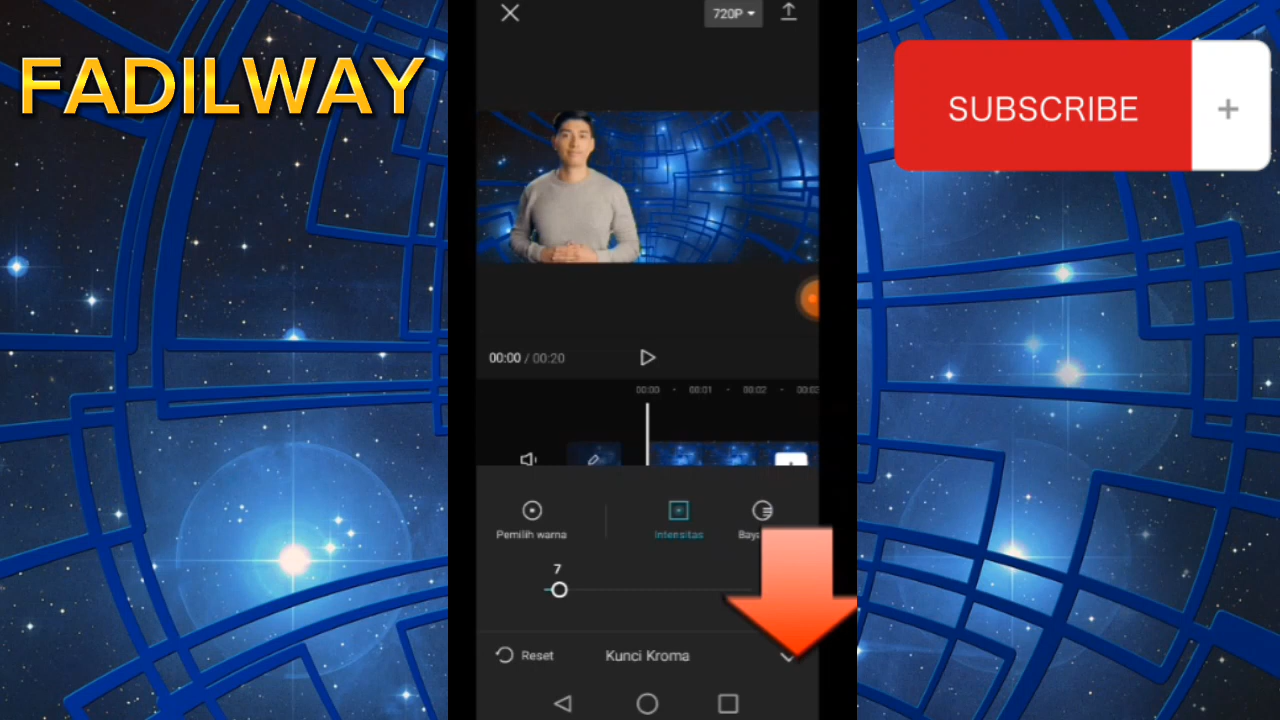 FADILWAY
720P
SUBSCRIBE +
00:00 / 00:20
00:00 00:01 00:02
Pemilih warna Intensitas
7
Reset Kunci Kroma